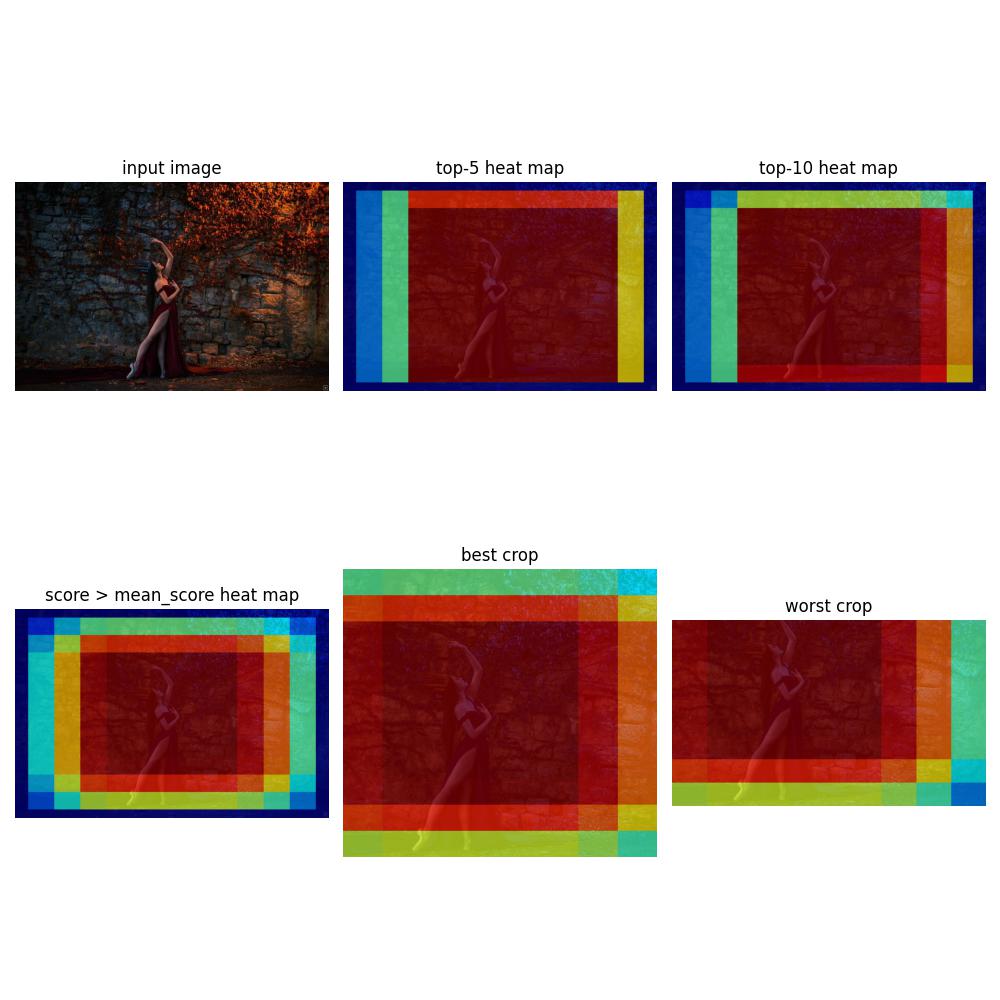 input image
top-5 heat map
top-10 heat map
score > mean_score heat map
best crop
worst crop